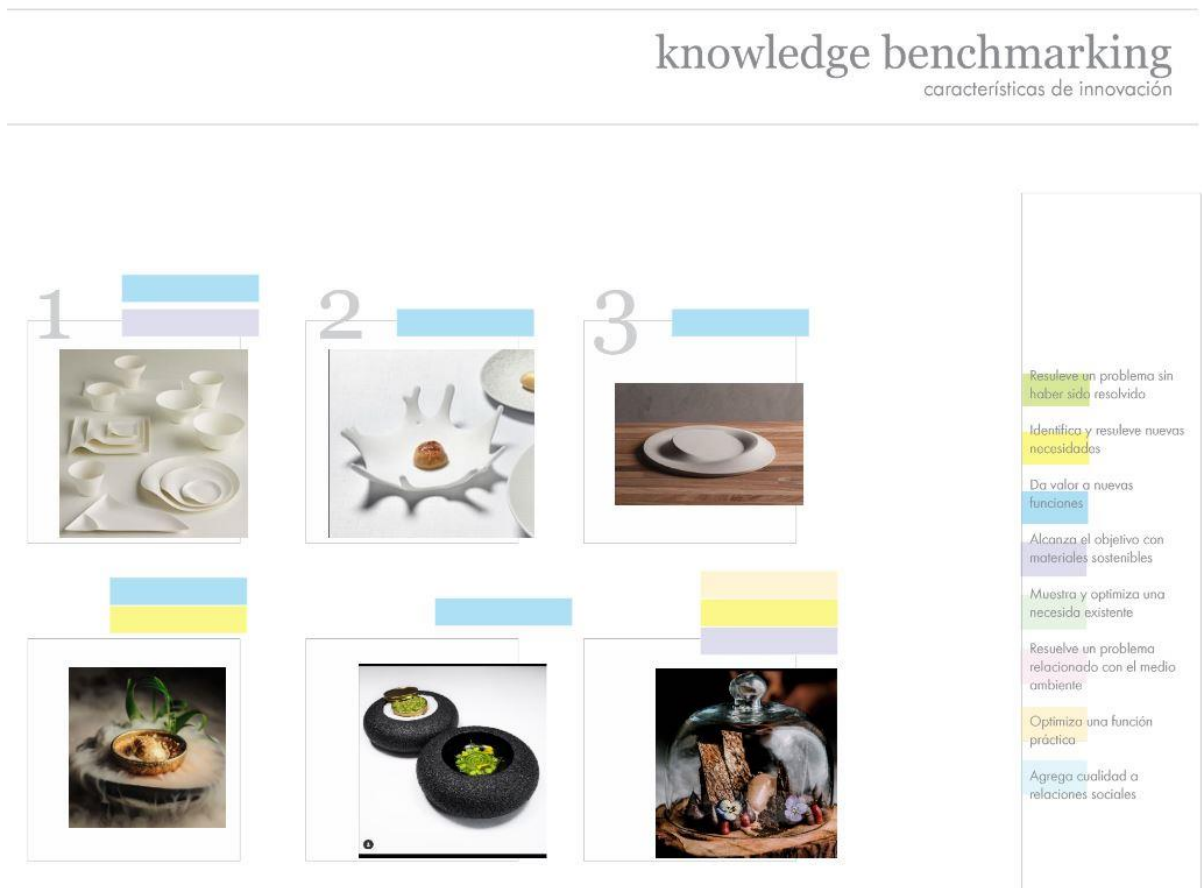 knowledge benchmarking
características de innovación
1
2
3
Resuleve un problema sin
haber sido resolvido
Identifica y resuleve nuevas
necesidades
Da valor a nuevas
funciones
Alcanza el objetivo con
materiales sostenibles
Muestra y optimiza una
necesida existente
Resuelve un problema
relacionado con el medio
ambiente
Optimiza una función
práctica
Agrega cualidad a
relaciones sociales